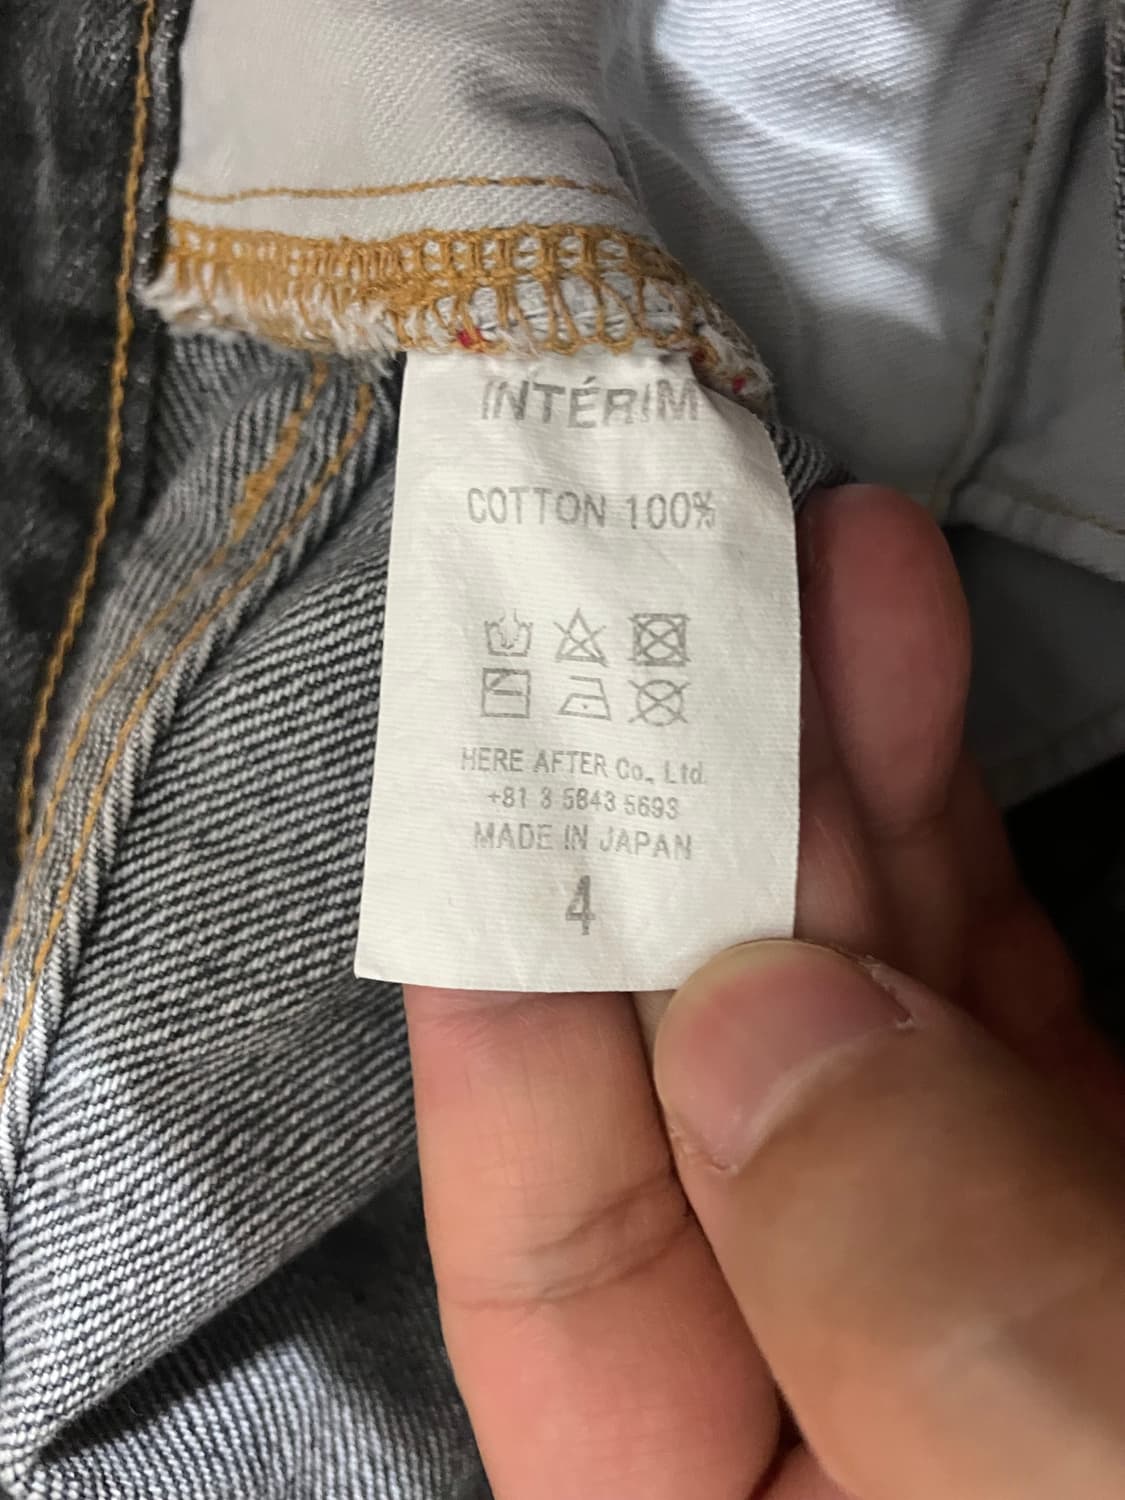 INTÉRIM
COTTON 100%
HERE AFTER Co., Ltd.
+81 3 5843 5693
MADE IN JAPAN
4